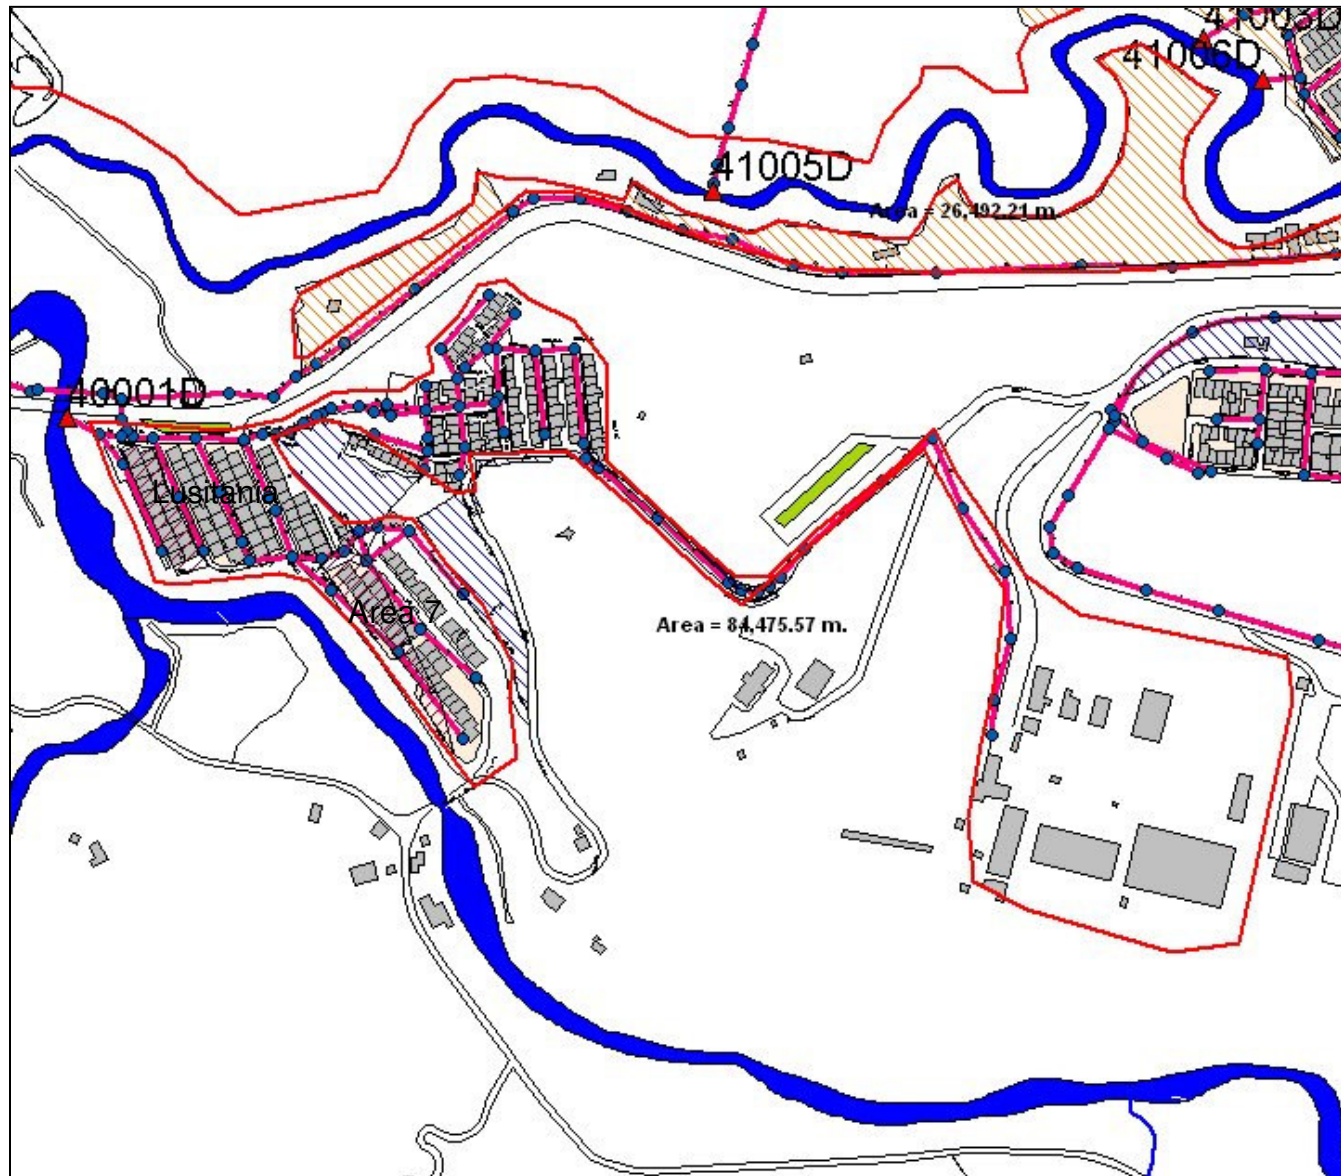 41006D
41005D
Area = 26,492.21 m.
40001D
Lusitania
Area 7
Area = 84,475.57 m.